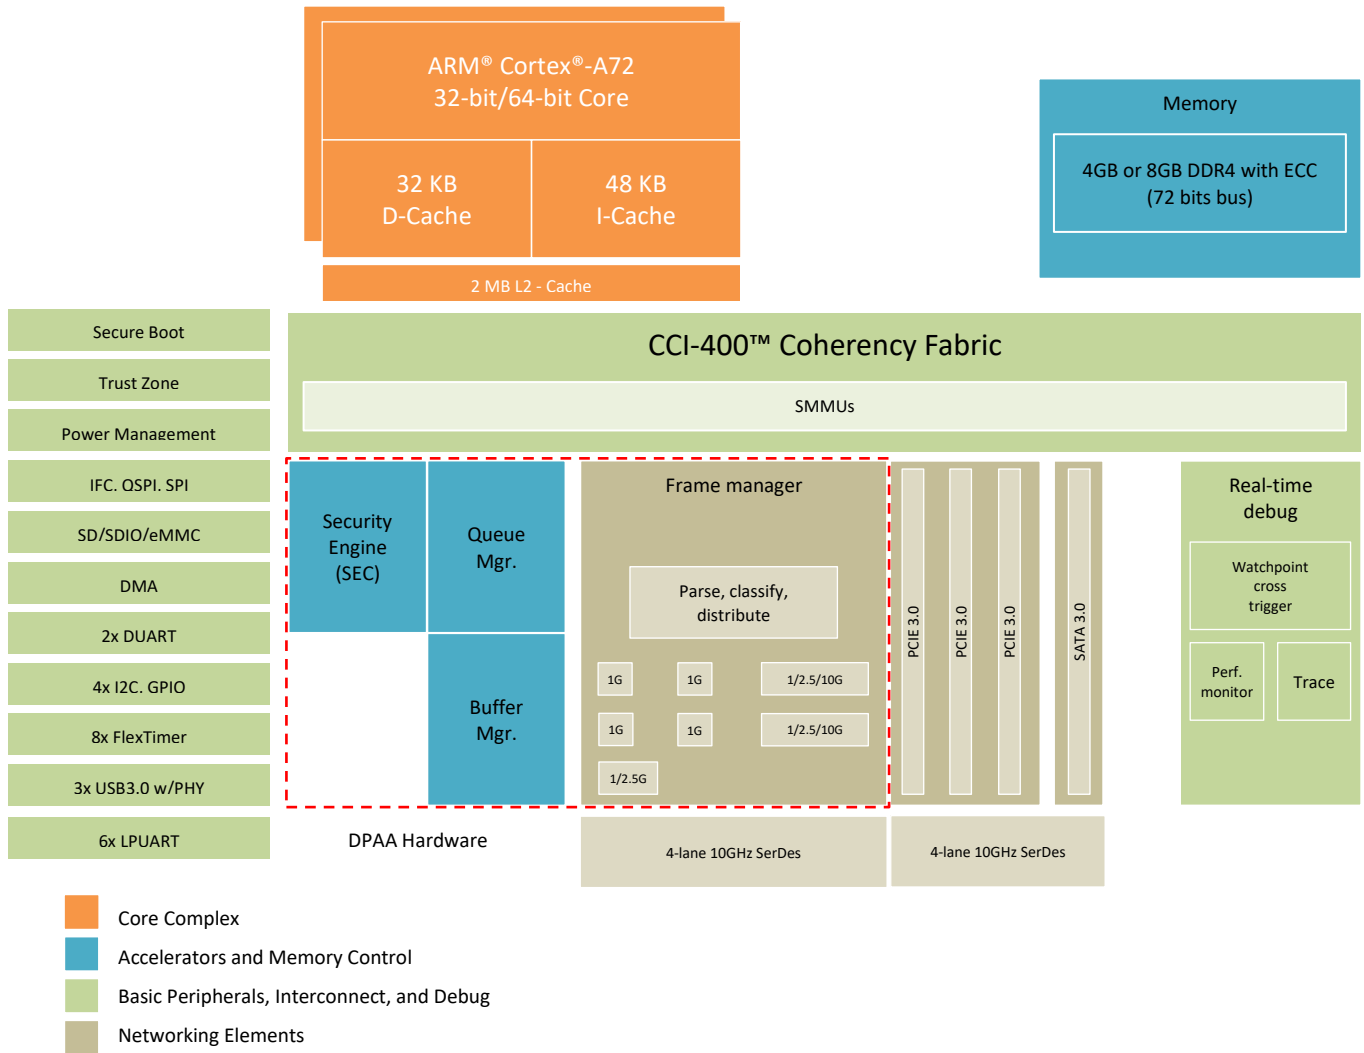 ARM® Cortex®-A72
32-bit/64-bit Core
32 KB
D-Cache
48 KB
I-Cache
2 MB L2 - Cache
Memory
4GB or 8GB DDR4 with ECC
(72 bits bus)
Secure Boot
Trust Zone
Power Management
IFC. QSPI. SPI
SD/SDIO/eMMC
DMA
2x DUART
4x I2C. GPIO
8x FlexTimer
3x USB3.0 w/PHY
6x LPUART
CCI-400™ Coherency Fabric
SMMUs
Security
Engine
(SEC)
Queue
Mgr.
Buffer
Mgr.
Frame manager
Parse, classify,
distribute
1G
1G
1/2.5/10G
1G
1G
1/2.5/10G
1/2.5G
PCIE 3.0
PCIE 3.0
PCIE 3.0
SATA 3.0
Real-time
debug
Watchpoint
cross
trigger
Perf.
monitor
Trace
DPAA Hardware
4-lane 10GHz SerDes
4-lane 10GHz SerDes
Core Complex
Accelerators and Memory Control
Basic Peripherals, Interconnect, and Debug
Networking Elements